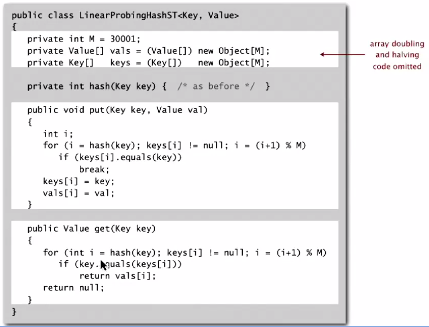 public class LinearProbingHashST<Key, Value>
{
private int M = 30001;
private Value[] vals = (Value[]) new Object[M];
private Key[] keys = (Key[]) new Object[M];
array doubling
and halving
code omitted
private int hash(Key key) { /* as before */ }
public void put(Key key, Value val)
{
int i;
for (i = hash(key); keys[i] != null; i = (i+1) % M)
if (keys[i].equals(key))
break;
keys[i] = key;
vals[i] = val;
}
public Value get(Key key)
{
for (int i = hash(key); keys[i] != null; i = (i+1) % M)
if (key.equals(keys[i]))
return vals[i];
return null;
}
}